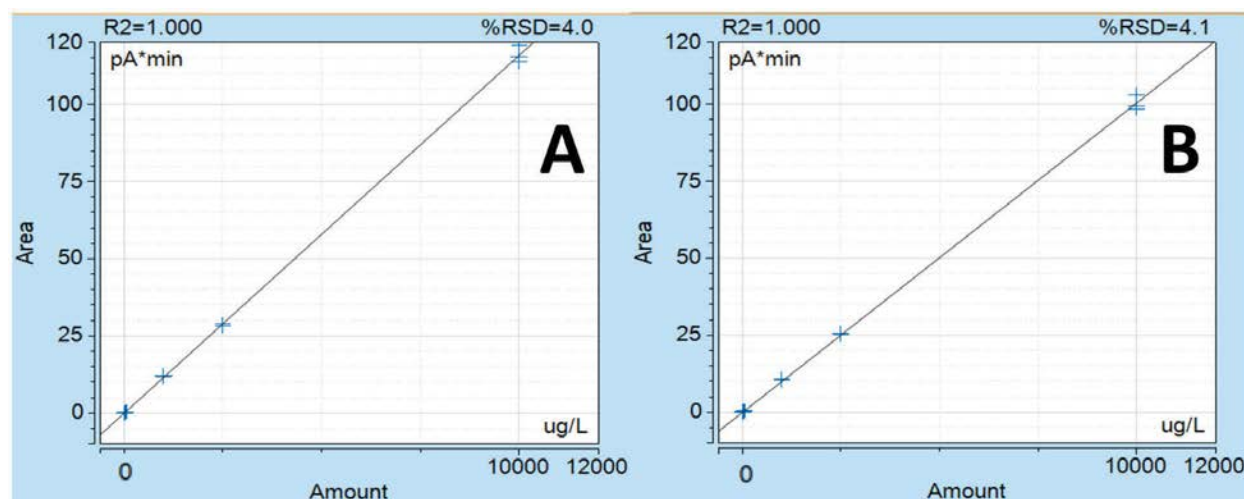 R2=1.000 %RSD=4.0
120
pA*min
100
A
75
Area
50
25
0
ug/L
0 10000 12000
Amount
R2=1.000 %RSD=4.1
120
pA*min
100
B
75
Area
50
25
0
ug/L
0 10000 12000
Amount